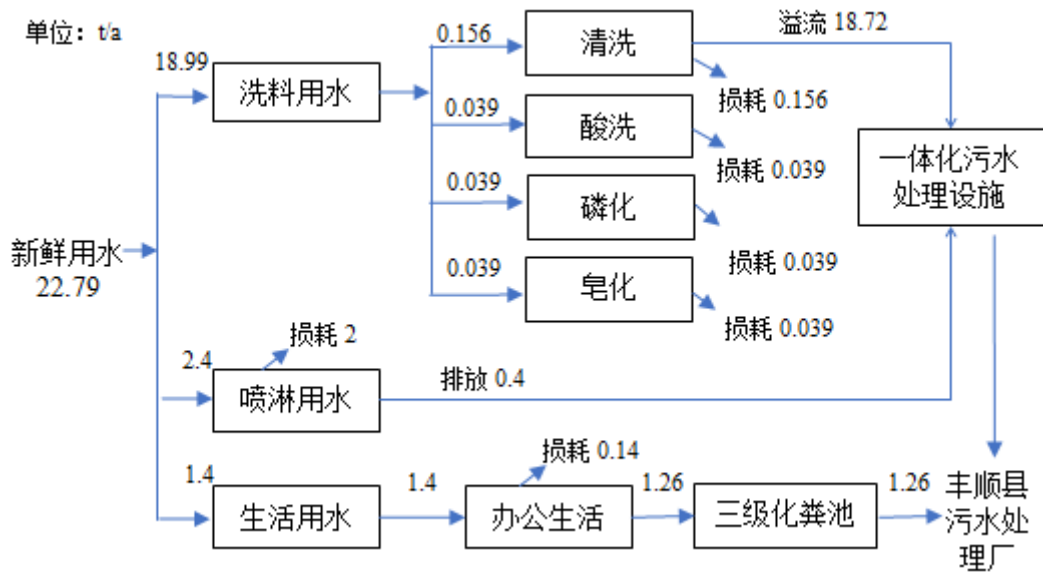 单位：t/a
18.99
洗料用水
0.156
清洗
溢流 18.72
损耗 0.156
0.039
酸洗
损耗 0.039
一体化污水
处理设施
0.039
磷化
损耗 0.039
新鲜用水
22.79
0.039
皂化
损耗 0.039
2.4
损耗 2
喷淋用水
排放 0.4
1.4
生活用水
1.4
损耗 0.14
办公生活
1.26
三级化粪池
1.26
丰顺县
污水处
理厂